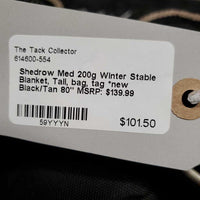 The Tack Collector
614600-554
Shedrow Med 200g Winter Stable
Blanket, Tail, bag, tag *new
Black/Tan 80" MSRP: $139.99
59YYYN
$101.50